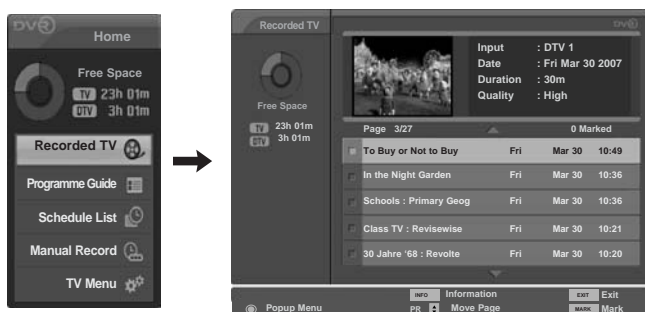 DVR
Home
Free Space
TV 23h 01m
DTV 3h 01m
Recorded TV
Programme Guide
Schedule List
Manual Record
TV Menu
Recorded TV
DVR
Free Space
TV 23h 01m
DTV 3h 01m
Input : DTV 1
Date : Fri Mar 30 2007
Duration : 30m
Quality : High
Page 3/27 0 Marked
To Buy or Not to Buy Fri Mar 30 10:49
In the Night Garden Fri Mar 30 10:36
Schools : Primary Geog Fri Mar 30 10:36
Class TV : Revisewise Fri Mar 30 10:21
30 Jahre '68 : Revolte Fri Mar 30 10:20
INFO Information EXIT Exit
Popup Menu PR Move Page MARK Mark